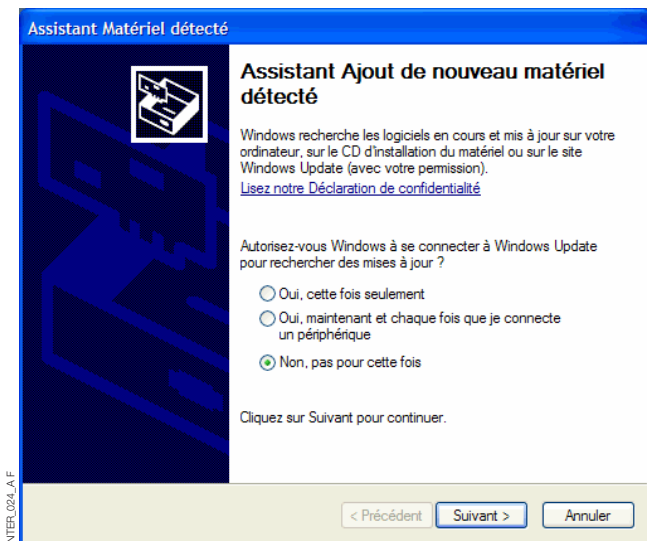 Assistant Matériel détecté
Assistant Ajout de nouveau matériel
détecté
Windows recherche les logiciels en cours et mis à jour sur votre
ordinateur, sur le CD d'installation du matériel ou sur le site
Windows Update (avec votre permission).
Lisez notre Déclaration de confidentialité
Autorisez-vous Windows à se connecter à Windows Update
pour rechercher des mises à jour ?
Oui, cette fois seulement
Oui, maintenant et chaque fois que je connecte
un périphérique
Non, pas pour cette fois
Cliquez sur Suivant pour continuer.
< Précédent
Suivant >
Annuler
NTER_024_A F